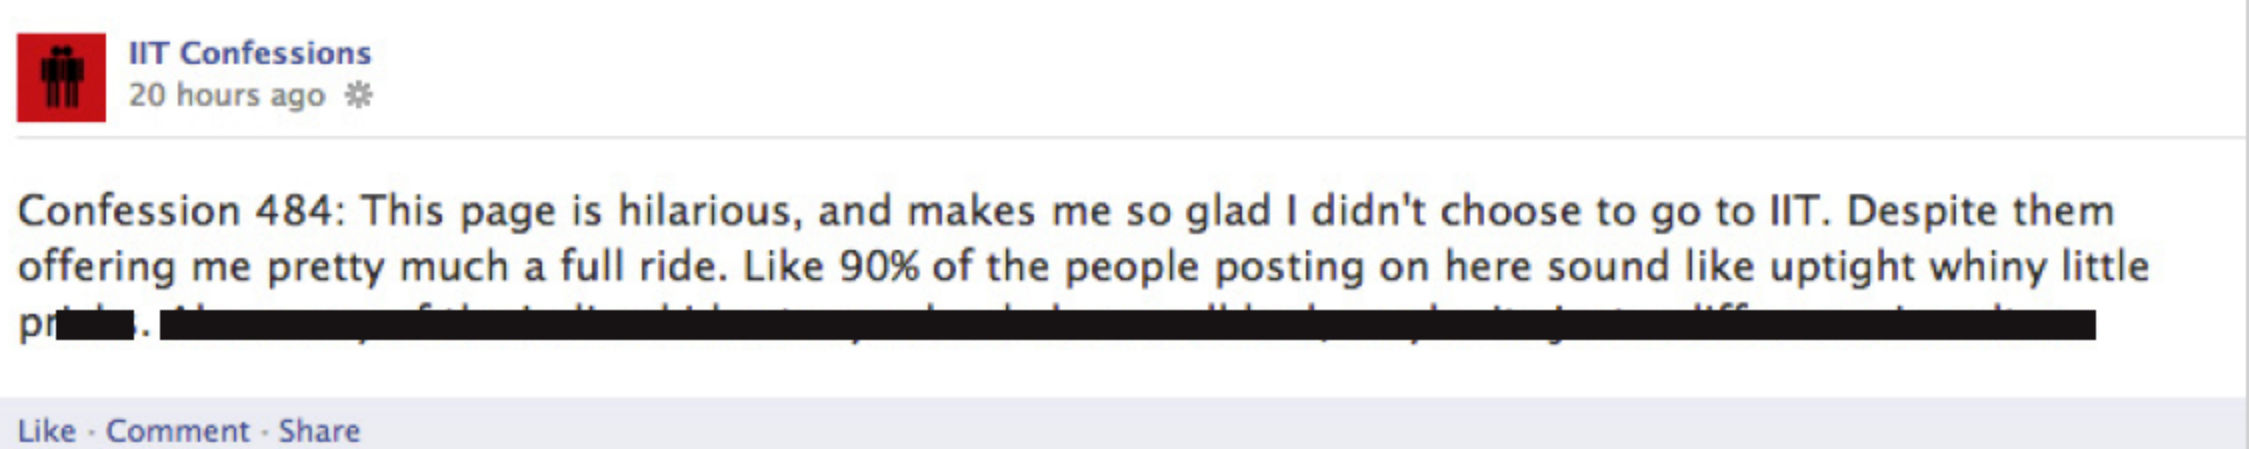 IIT Confessions
20 hours ago
Confession 484: This page is hilarious, and makes me so glad I didn't choose to go to IIT. Despite them
offering me pretty much a full ride. Like 90% of the people posting on here sound like uptight whiny little
Like · Comment · Share